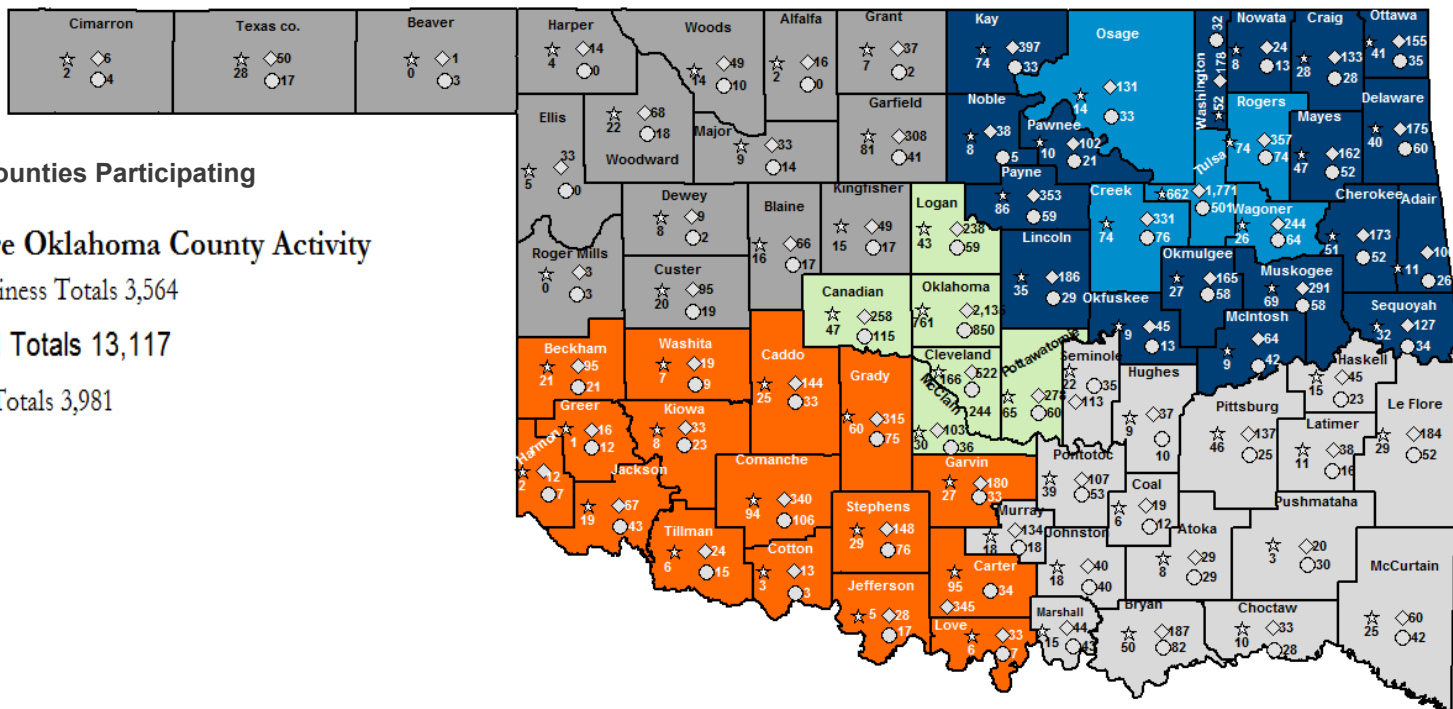 Cimarron
6
2
4
Texas co.
50
28
17
Beaver
1
0
3
Harper
14
4
0
Woods
49
14
10
Alfalfa
16
2
0
Grant
37
7
2
Kay
397
74
33
Osage
131
14
33
Washington
32
178
52
Nowata
24
8
13
Craig
133
28
28
Ottawa
155
41
35
Ellis
33
5
0
Woodward
68
22
18
Major
33
9
14
Garfield
308
81
41
Noble
38
8
5
Pawnee
102
10
21
Rogers
357
74
74
Mayes
162
47
52
Delaware
175
40
60
ounties Participating
e Oklahoma County Activity
iness Totals 3,564
Totals 13,117
Totals 3,981
Roger Mills
3
0
3
Dewey
9
8
2
Custer
95
20
19
Blaine
66
16
17
Kingfisher
49
15
17
Logan
238
43
59
Payne
353
86
59
Creek
331
74
76
Tulsa
662
1,771
501
Wagoner
244
26
64
Cherokee
173
51
52
Adair
10
11
26
Canadian
258
47
115
Oklahoma
2,135
761
850
Lincoln
186
35
29
Okmulgee
165
27
58
Muskogee
291
69
58
Sequoyah
127
32
34
Okfuskee
45
9
13
McIntosh
64
9
42
Haskell
45
15
23
Beckham
95
21
21
Washita
19
7
9
Caddo
144
25
33
Grady
315
60
75
Cleveland
522
166
244
McClain
103
30
36
Pottawatomie
278
65
60
Seminole
22
35
113
Hughes
37
9
10
Pittsburg
137
46
25
Latimer
38
11
16
Le Flore
184
29
52
Greer
16
1
12
Harmon
12
2
7
Kiowa
33
8
23
Jackson
67
19
43
Comanche
340
94
106
Tillman
24
6
15
Cotton
13
3
3
Stephens
148
29
76
Garvin
180
27
33
Pontotoc
107
39
53
Coal
19
6
12
Murray
134
18
18
Johnston
40
18
40
Atoka
29
8
29
Pushmataha
20
3
30
McCurtain
60
25
42
Jefferson
5
28
17
Carter
95
34
345
Love
33
6
7
Marshall
44
15
43
Bryan
187
50
82
Choctaw
33
10
28